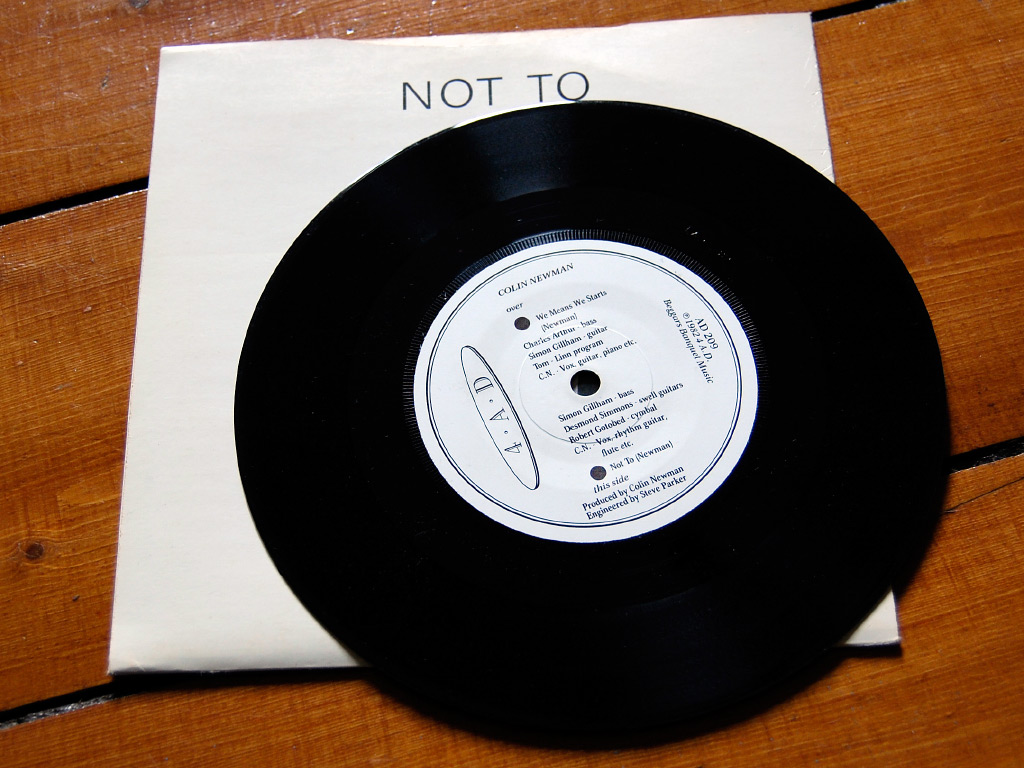 NOT TO
COLIN NEWMAN
over
We Means We Starts
[Newman]
Charles Arthur - bass
Simon Gillham - guitar
Tom - Linn program
C.N. - Vox, guitar, piano etc.
AD 209
℗ 1982 4 A.D.
Beggars Banquet Music
4·A·D
Simon Gillham - bass
Desmond Simmons - swell guitars
Robert Gotobed - cymbal
C.N. - Vox, rhythm guitar,
flute etc.
Not To [Newman]
this side
Produced by Colin Newman
Engineered by Steve Parker